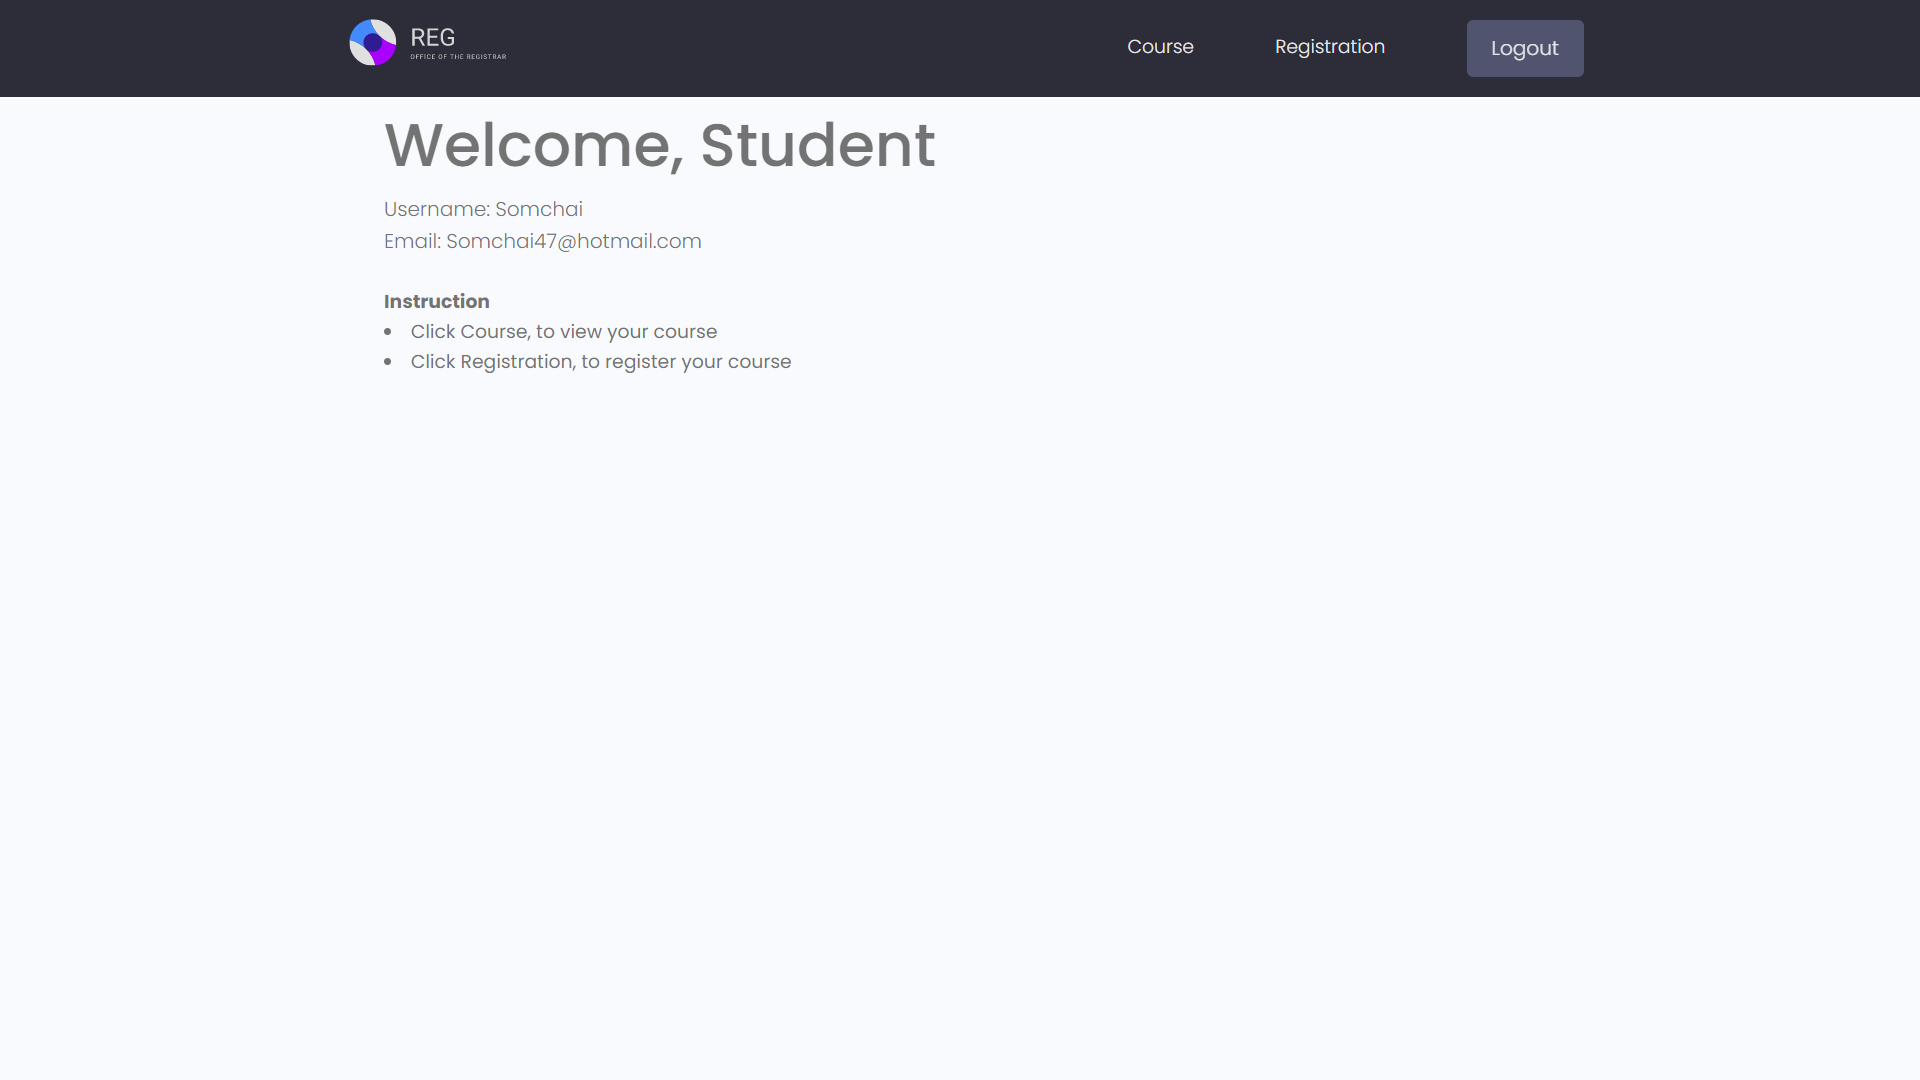 REG
OFFICE OF THE REGISTRAR
Course
Registration
Logout
Welcome, Student
Username: Somchai
Email: Somchai47@hotmail.com
Instruction
• Click Course, to view your course
• Click Registration, to register your course